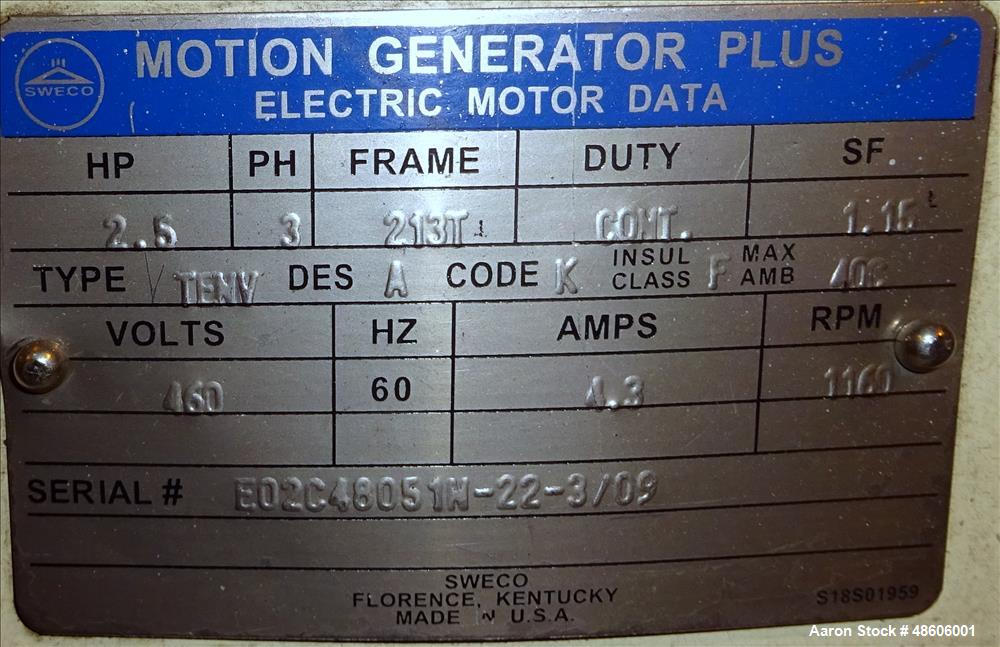 SWECO
MOTION GENERATOR PLUS
ELECTRIC MOTOR DATA
HP PH FRAME DUTY SF.
2.5 3 213T CONT. 1.15
TYPE TENV DES A CODE K INSUL CLASS F MAX AMB 40C
VOLTS HZ AMPS RPM
460 60 4.3 1160
SERIAL # E02C48051N-22-3/09
SWECO
FLORENCE, KENTUCKY
MADE IN U.S.A.
S18S01959
Aaron Stock # 48606001